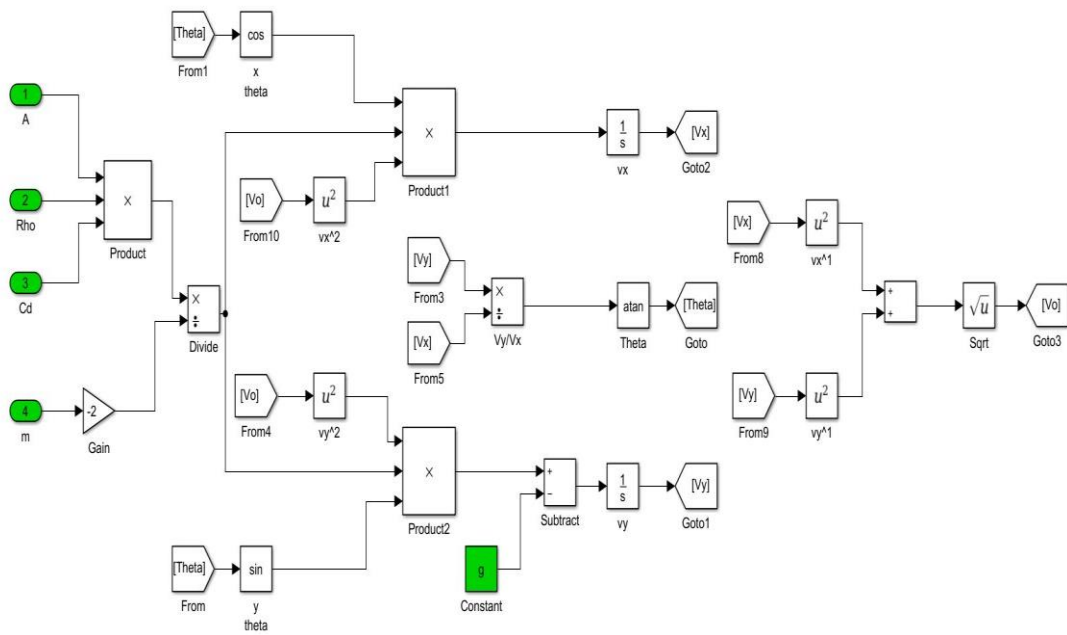 [Theta]
From1
cos
x
theta
1
A
2
Rho
3
Cd
4
m
X
Product
-2
Gain
X
÷
Divide
[Vo]
From10
u²
vx^2
X
Product1
1
s
vx
[Vx]
Goto2
[Vy]
From3
[Vx]
From5
X
÷
Vy/Vx
atan
Theta
[Theta]
Goto
[Vo]
From4
u²
vy^2
X
Product2
[Theta]
From
sin
y
theta
g
Constant
+
−
Subtract
1
s
vy
[Vy]
Goto1
[Vx]
From8
u²
vx^1
[Vy]
From9
u²
vy^1
+
+
√u
Sqrt
[Vo]
Goto3